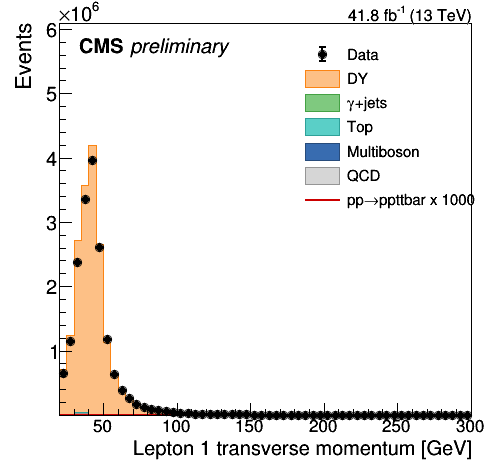 ×10⁶
41.8 fb⁻¹ (13 TeV)
Events
CMS preliminary
Data
DY
γ+jets
Top
Multiboson
QCD
pp→ppttbar x 1000
6
5
4
3
2
1
50 100 150 200 250 300
Lepton 1 transverse momentum [GeV]